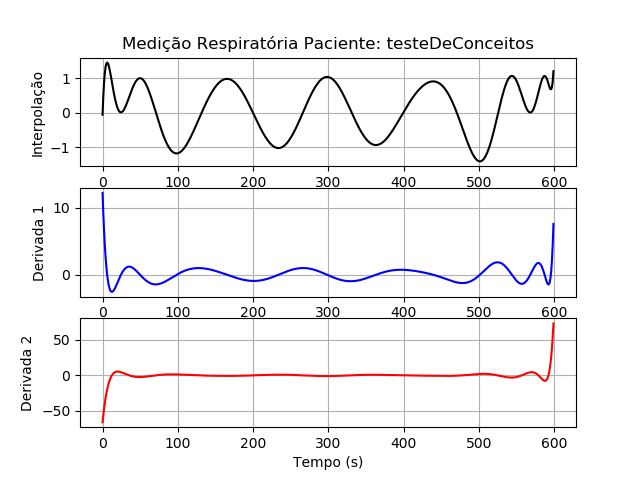 Medição Respiratória Paciente: testeDeConceitos
Interpolação
1
0
−1
0 100 200 300 400 500 600
Derivada 1
10
0
0 100 200 300 400 500 600
Derivada 2
50
0
−50
0 100 200 300 400 500 600
Tempo (s)